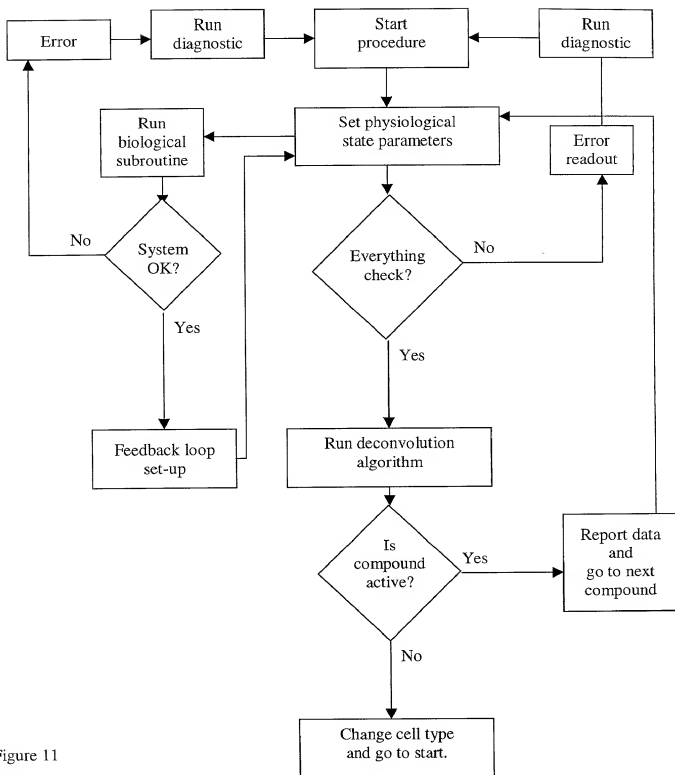 Error
Run
diagnostic
Start
procedure
Run
diagnostic
Run
biological
subroutine
Set physiological
state parameters
Error
readout
No
System
OK?
Everything
check?
No
Yes
Yes
Feedback loop
set-up
Run deconvolution
algorithm
Is
compound
active?
Yes
Report data
and
go to next
compound
No
Change cell type
and go to start.
igure 11